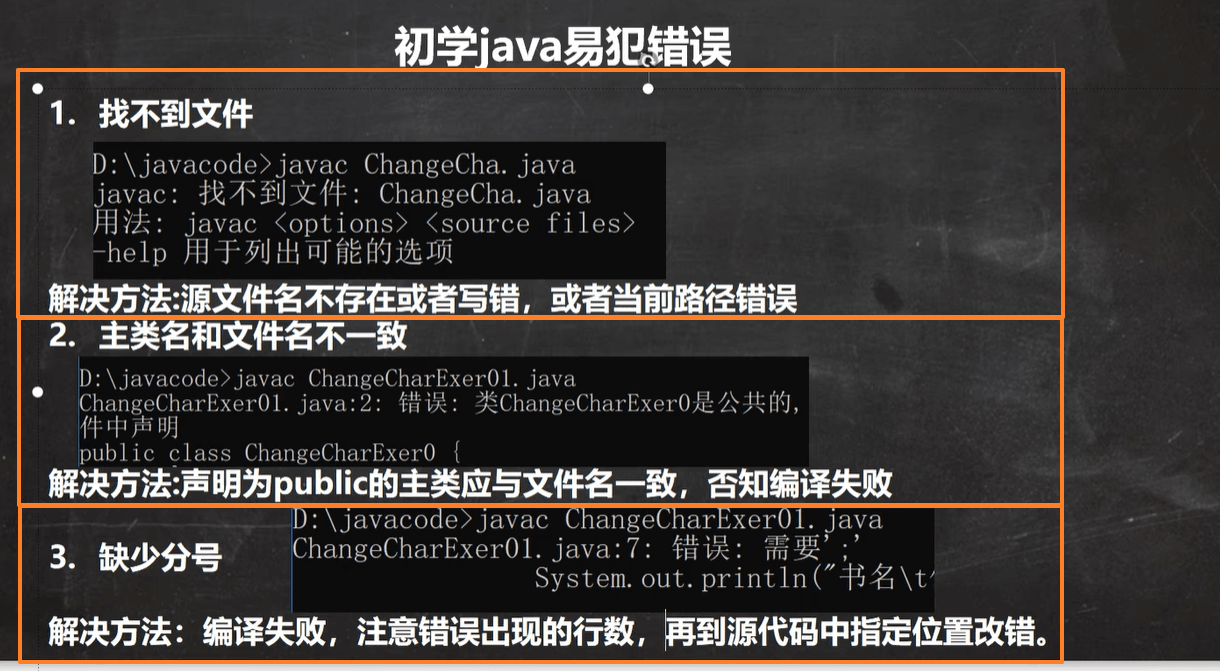 初学java易犯错误
1. 找不到文件
D:\javacode>javac ChangeCha.java
javac: 找不到文件: ChangeCha.java
用法: javac <options> <source files>
-help 用于列出可能的选项
解决方法:源文件名不存在或者写错，或者当前路径错误
2. 主类名和文件名不一致
D:\javacode>javac ChangeCharExer01.java
ChangeCharExer01.java:2: 错误: 类ChangeCharExer0是公共的,
件中声明
public class ChangeCharExer0 {
解决方法:声明为public的主类应与文件名一致，否知编译失败
3. 缺少分号
D:\javacode>javac ChangeCharExer01.java
ChangeCharExer01.java:7: 错误: 需要';'
System.out.println("书名\t
解决方法：编译失败，注意错误出现的行数，再到源代码中指定位置改错。